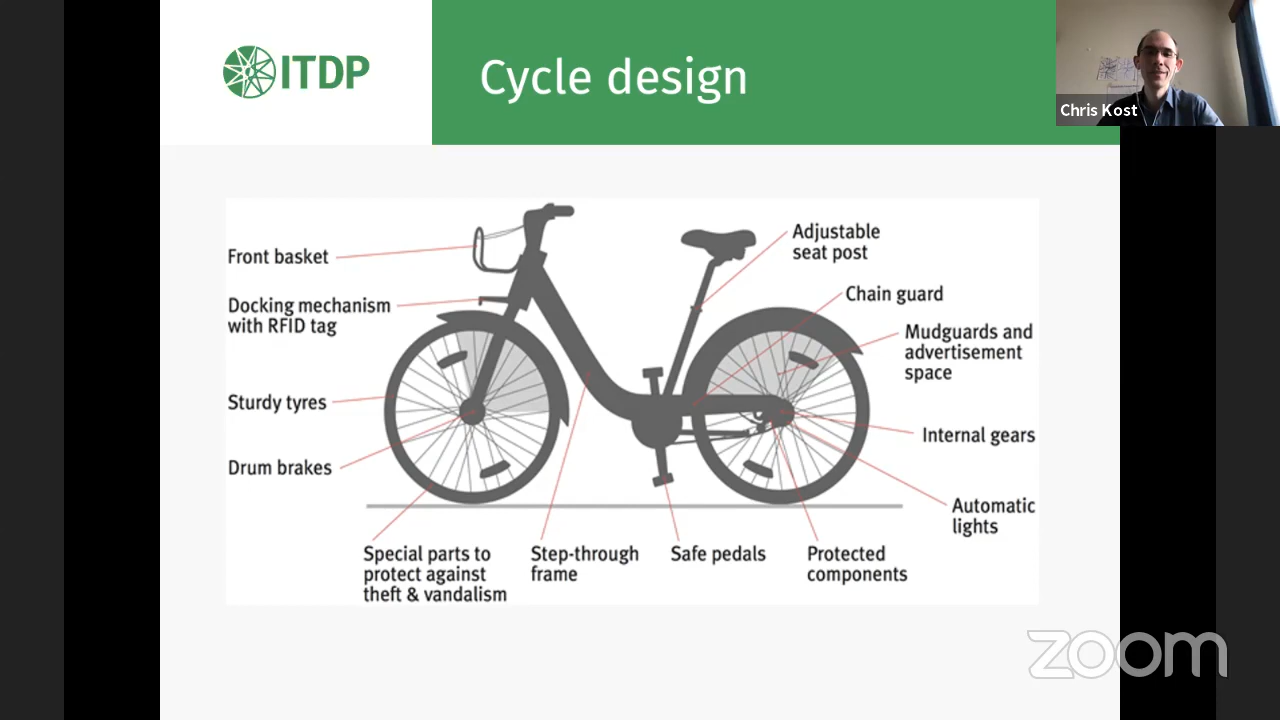 ITDP
Cycle design
Chris Kost
Front basket
Docking mechanism
with RFID tag
Sturdy tyres
Drum brakes
Special parts to
protect against
theft & vandalism
Step-through
frame
Safe pedals
Protected
components
Adjustable
seat post
Chain guard
Mudguards and
advertisement
space
Internal gears
Automatic
lights
zoom